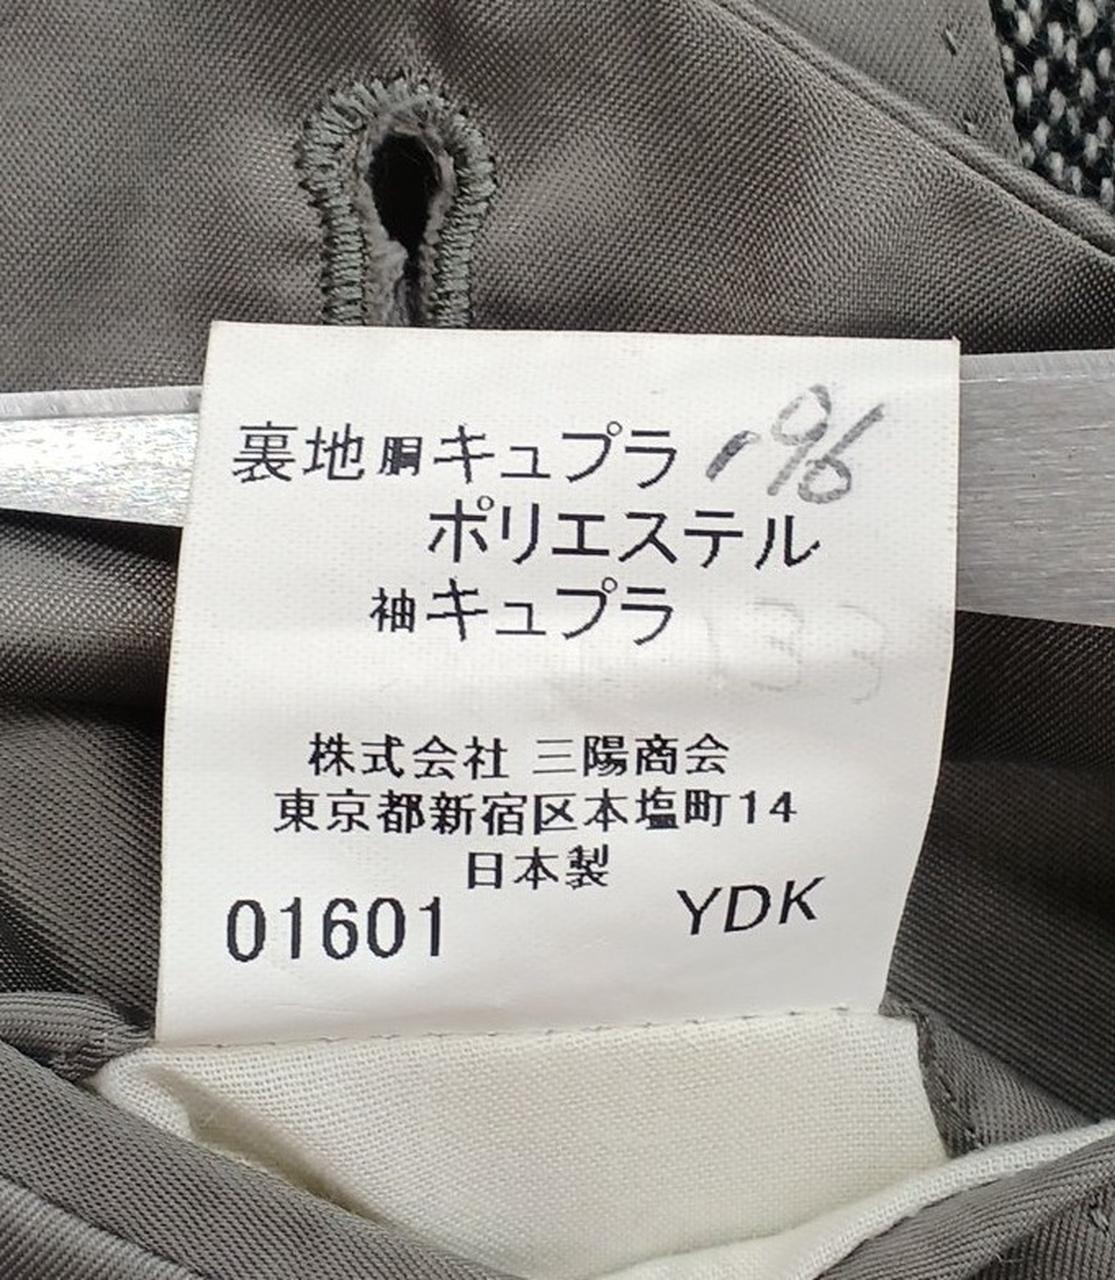 裏地胴キュプラ
ポリエステル
袖キュプラ
株式会社 三陽商会
東京都新宿区本塩町14
日本製
01601 YDK